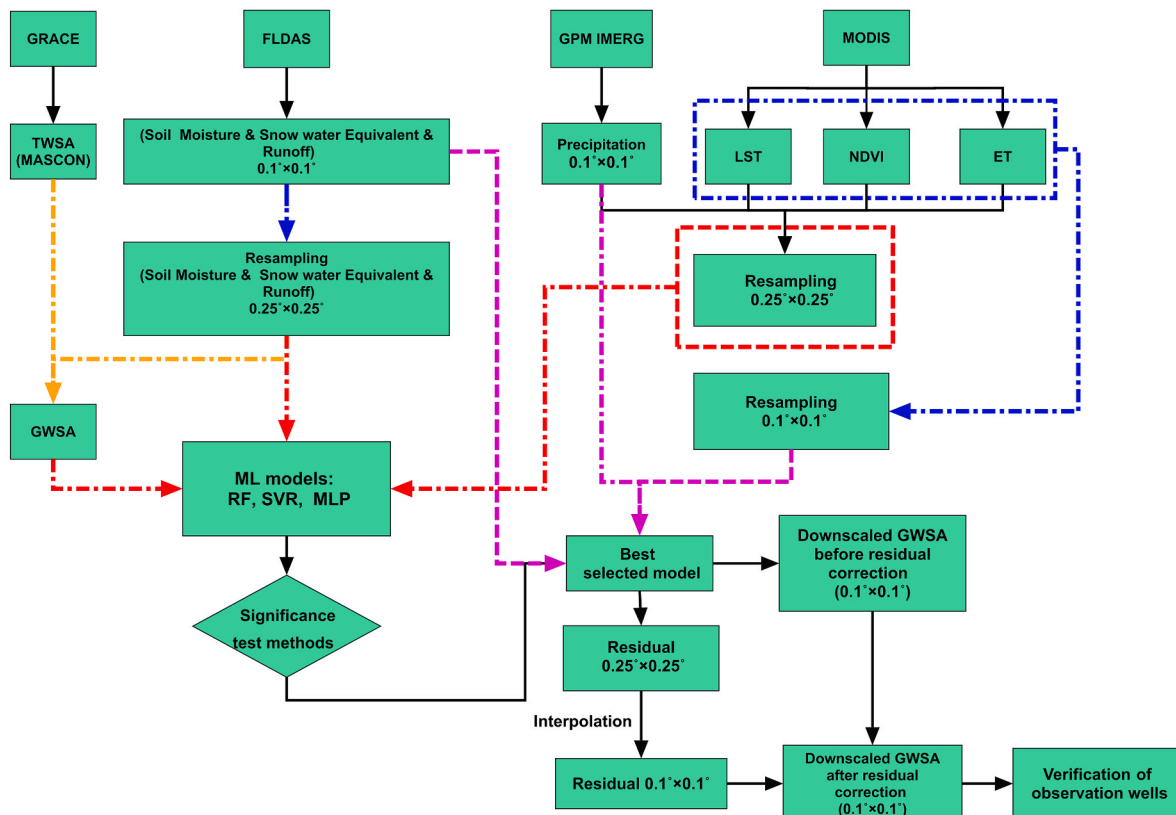 GRACE
FLDAS
GPM IMERG
MODIS
TWSA
(MASCON)
(Soil Moisture & Snow water Equivalent &
Runoff)
0.1°×0.1°
Precipitation
0.1°×0.1°
LST
NDVI
ET
Resampling
(Soil Moisture & Snow water Equivalent &
Runoff)
0.25°×0.25°
Resampling
0.25°×0.25°
Resampling
0.1°×0.1°
GWSA
ML models:
RF, SVR, MLP
Best
selected model
Downscaled GWSA
before residual
correction
(0.1°×0.1°)
Significance
test methods
Residual
0.25°×0.25°
Interpolation
Residual 0.1°×0.1°
Downscaled GWSA
after residual
correction
(0.1°×0.1°)
Verification of
observation wells